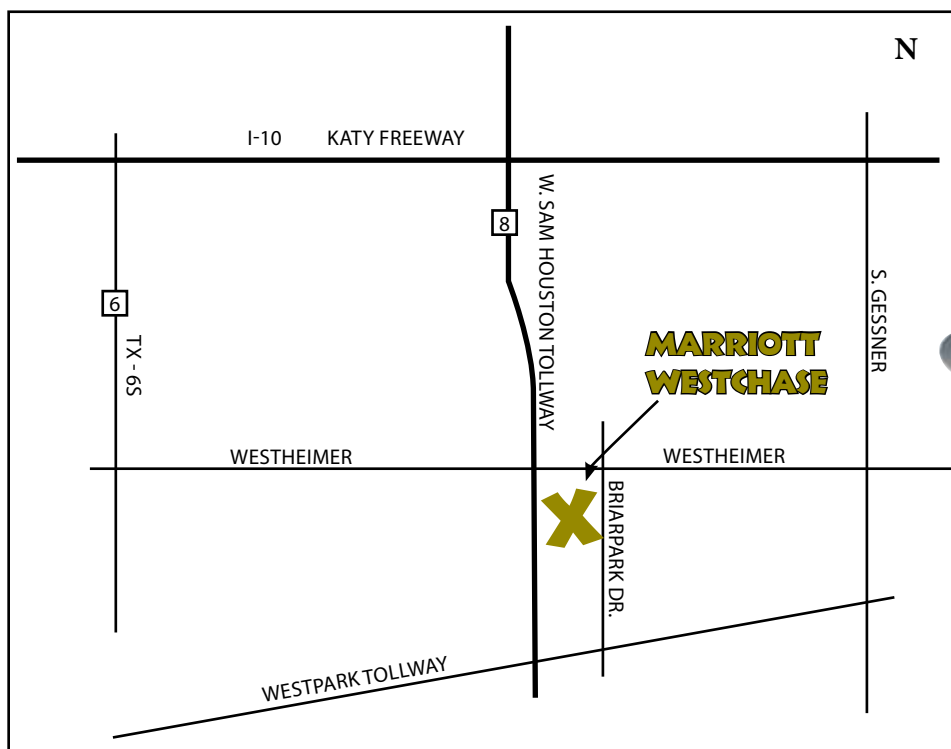 N
I-10 KATY FREEWAY
8
W. SAM HOUSTON TOLLWAY
S. GESSNER
6
TX - 6S
MARRIOTT
WESTCHASE
WESTHEIMER
WESTHEIMER
X
BRIARPARK DR.
WESTPARK TOLLWAY